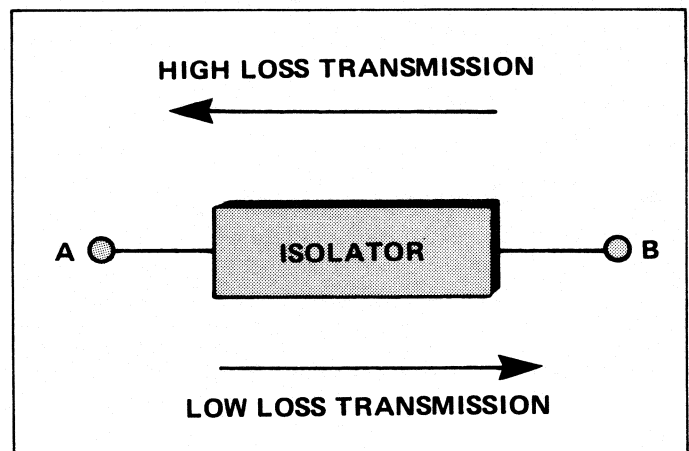 HIGH LOSS TRANSMISSION
A
ISOLATOR
B
LOW LOSS TRANSMISSION